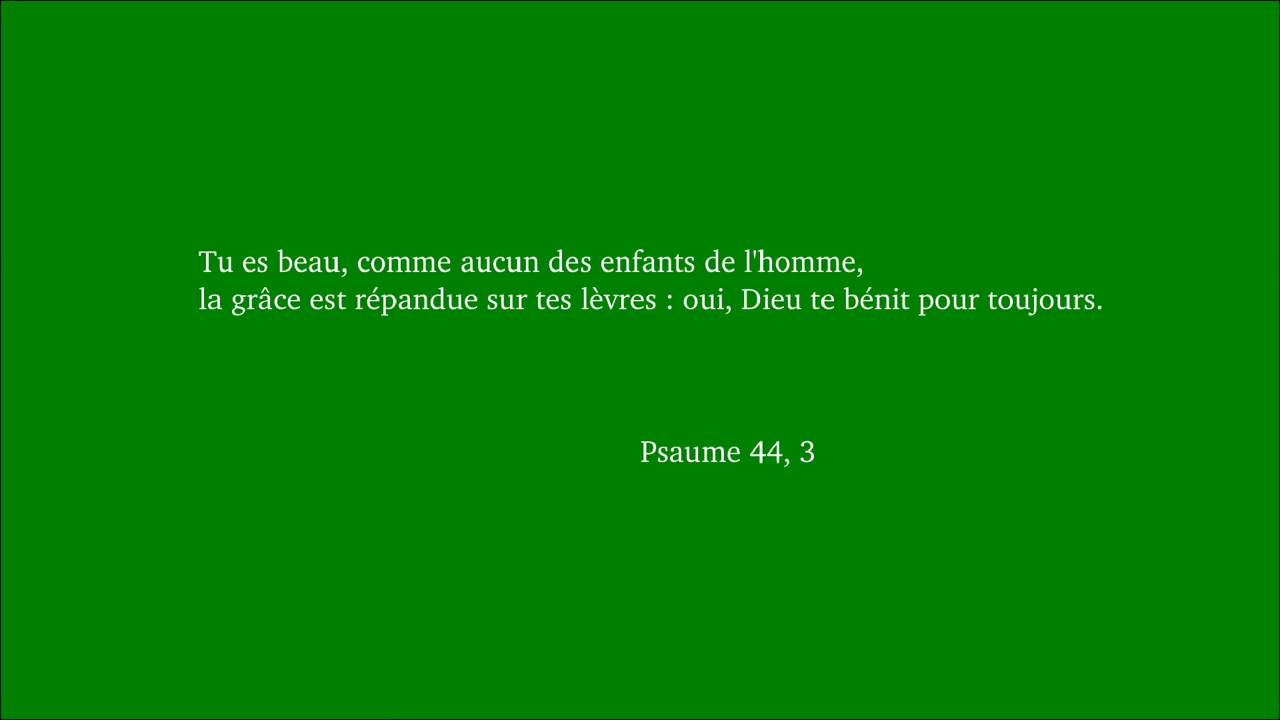 Tu es beau, comme aucun des enfants de l'homme,
la grâce est répandue sur tes lèvres : oui, Dieu te bénit pour toujours.
Psaume 44, 3